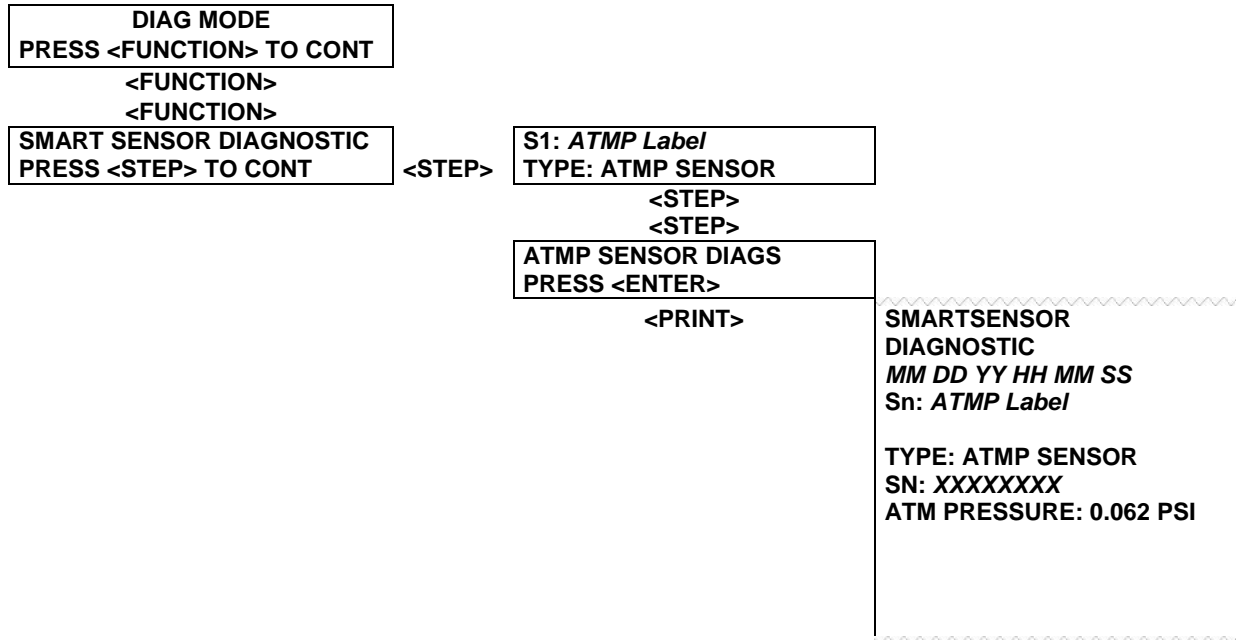 DIAG MODE
PRESS <FUNCTION> TO CONT
<FUNCTION>
<FUNCTION>
SMART SENSOR DIAGNOSTIC
PRESS <STEP> TO CONT
<STEP>
S1: ATMP Label
TYPE: ATMP SENSOR
<STEP>
<STEP>
ATMP SENSOR DIAGS
PRESS <ENTER>
<PRINT>
SMARTSENSOR
DIAGNOSTIC
MM DD YY HH MM SS
Sn: ATMP Label
TYPE: ATMP SENSOR
SN: XXXXXXXX
ATM PRESSURE: 0.062 PSI